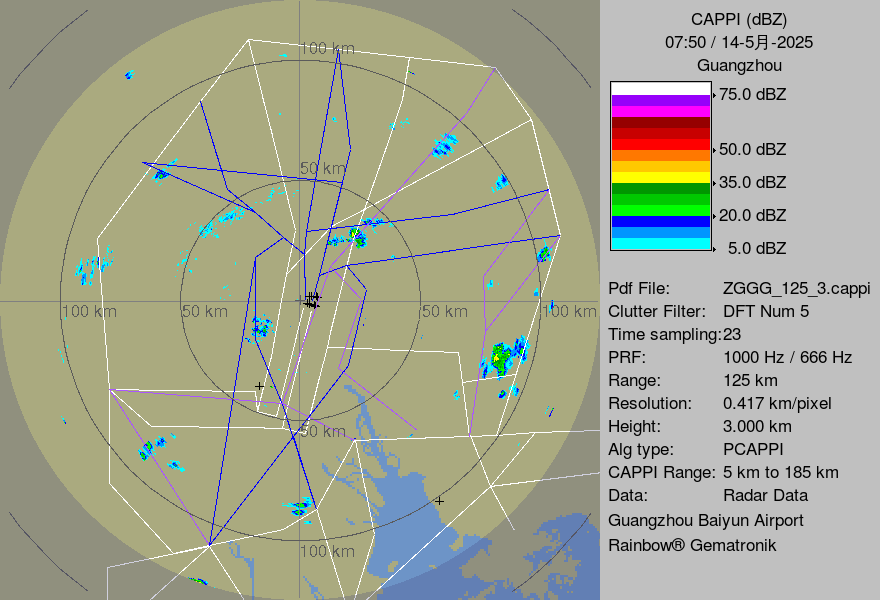 CAPPI (dBZ)
07:50 / 14-5月-2025
Guangzhou
75.0 dBZ
50.0 dBZ
35.0 dBZ
20.0 dBZ
5.0 dBZ
Pdf File: ZGGG_125_3.cappi
Clutter Filter: DFT Num 5
Time sampling:23
PRF: 1000 Hz / 666 Hz
Range: 125 km
Resolution: 0.417 km/pixel
Height: 3.000 km
Alg type: PCAPPI
CAPPI Range: 5 km to 185 km
Data: Radar Data
Guangzhou Baiyun Airport
Rainbow® Gematronik
100 km
50 km
100 km
50 km
50 km
100 km
50 km
100 km